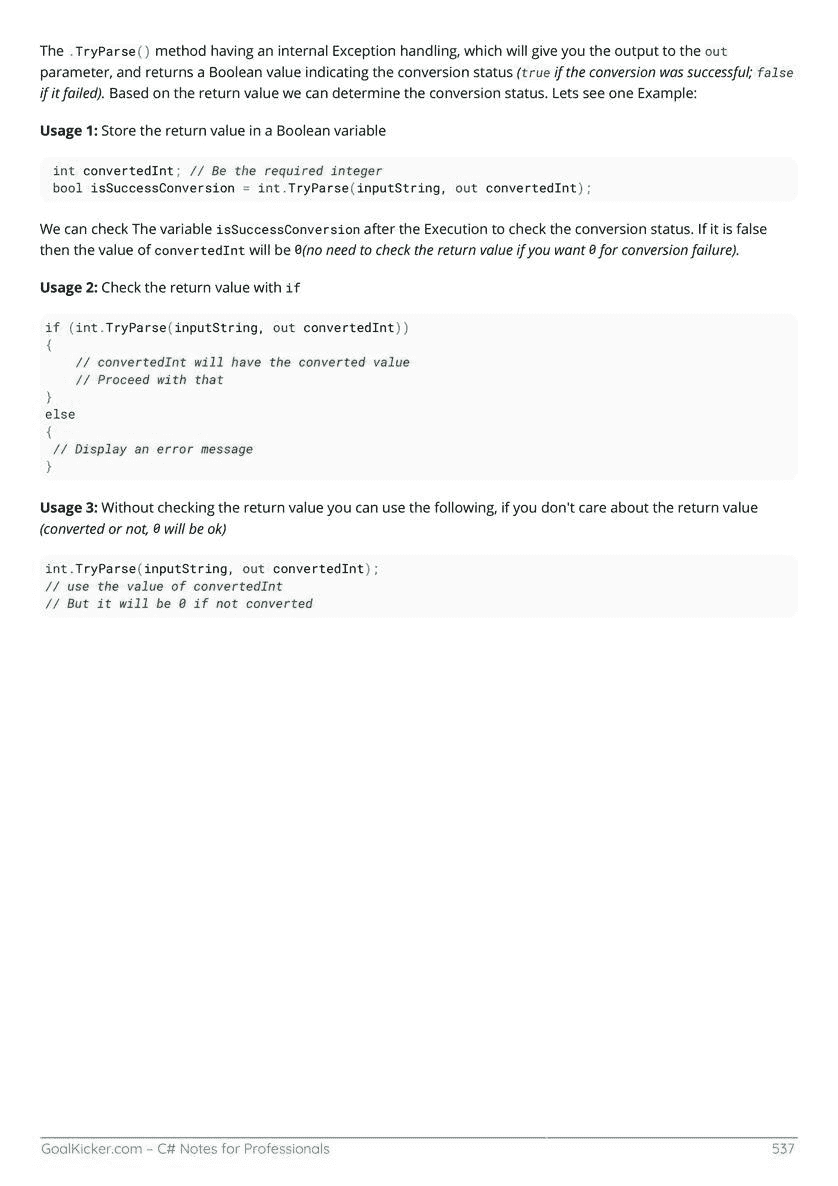 The .TryParse() method having an internal Exception handling, which will give you the output to the out
parameter, and returns a Boolean value indicating the conversion status (true if the conversion was successful; false
if it failed). Based on the return value we can determine the conversion status. Lets see one Example:
Usage 1: Store the return value in a Boolean variable
int convertedInt; // Be the required integer
bool isSuccessConversion = int.TryParse(inputString, out convertedInt);
We can check The variable isSuccessConversion after the Execution to check the conversion status. If it is false
then the value of convertedInt will be 0(no need to check the return value if you want 0 for conversion failure).
Usage 2: Check the return value with if
if (int.TryParse(inputString, out convertedInt))
{
    // convertedInt will have the converted value
    // Proceed with that
}
else
{
 // Display an error message
}
Usage 3: Without checking the return value you can use the following, if you don't care about the return value
(converted or not, 0 will be ok)
int.TryParse(inputString, out convertedInt);
// use the value of convertedInt
// But it will be 0 if not converted
GoalKicker.com – C# Notes for Professionals 537